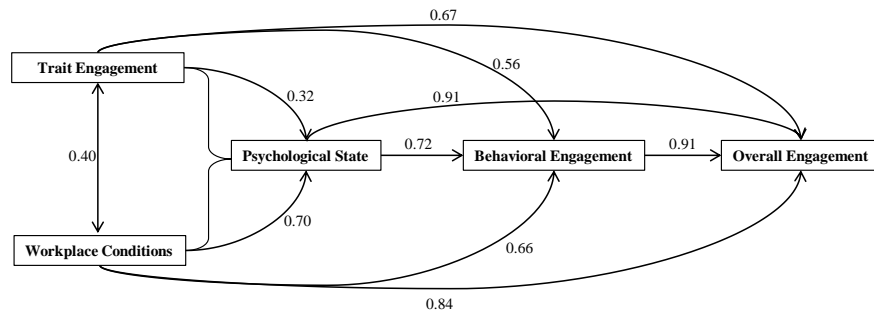 0.67
Trait Engagement
0.56
0.32
0.91
0.40
Psychological State
0.72
Behavioral Engagement
0.91
Overall Engagement
0.70
Workplace Conditions
0.66
0.84